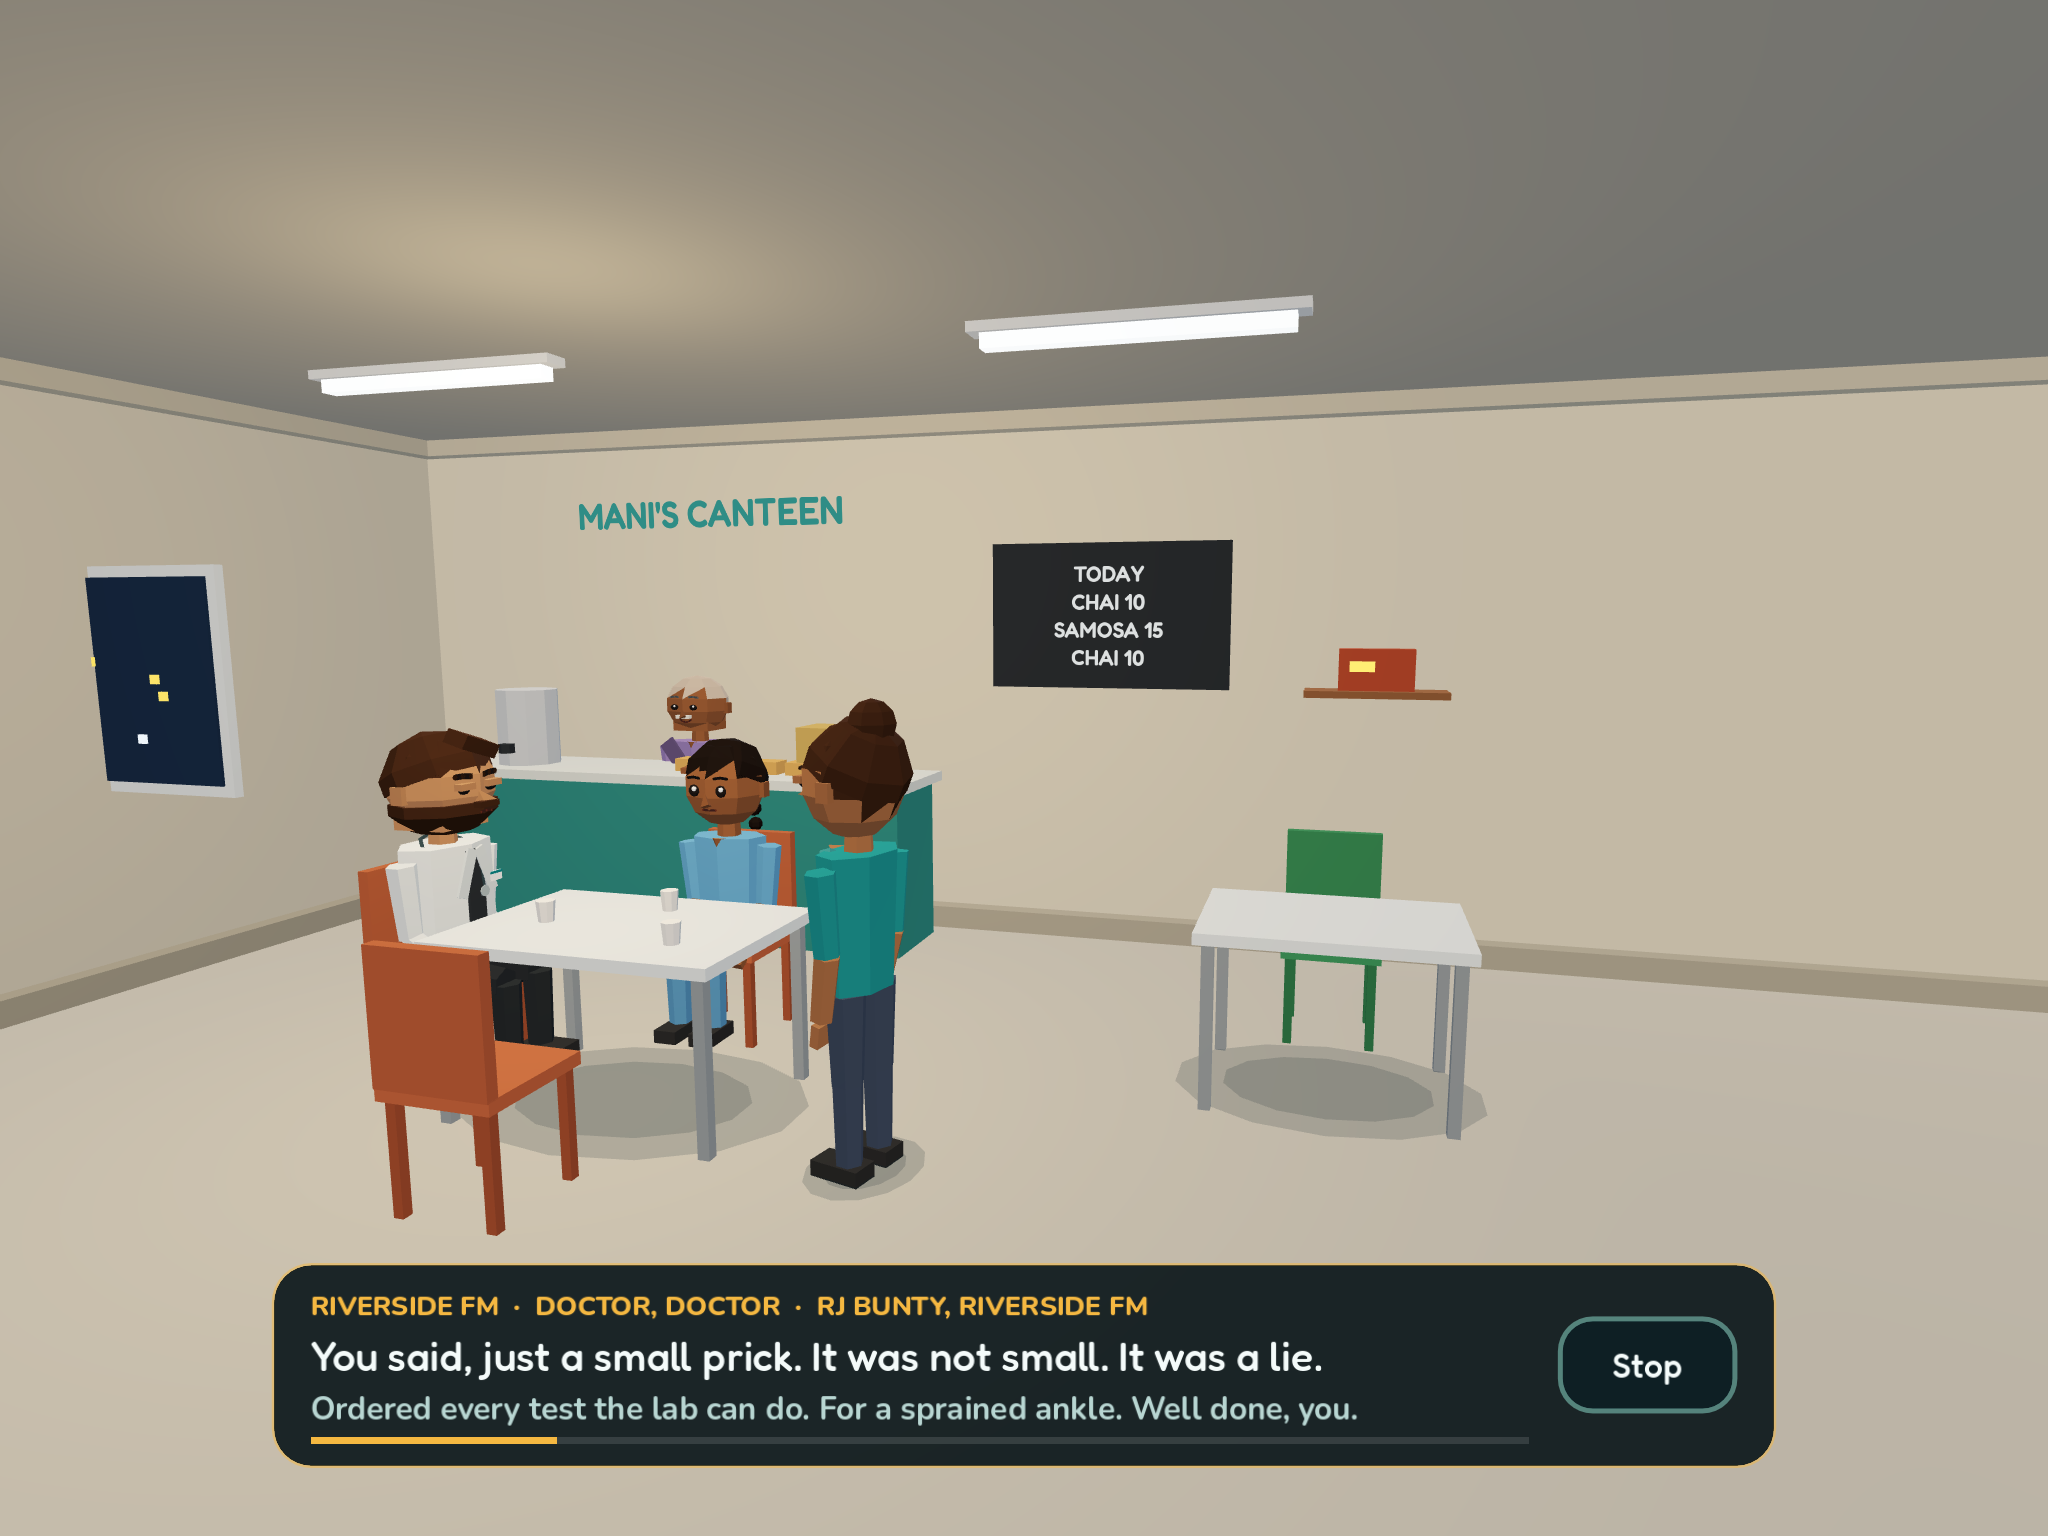 MANI'S CANTEEN
TODAY
CHAI 10
SAMOSA 15
CHAI 10
RIVERSIDE FM · DOCTOR, DOCTOR · RJ BUNTY, RIVERSIDE FM
You said, just a small prick. It was not small. It was a lie.
Ordered every test the lab can do. For a sprained ankle. Well done, you.
Stop